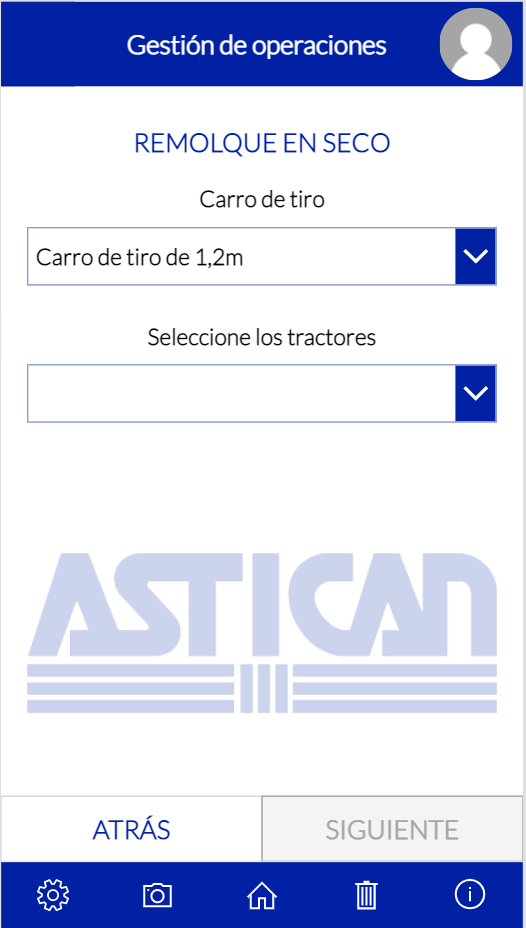 Gestión de operaciones
REMOLQUE EN SECO
Carro de tiro
Carro de tiro de 1,2m
Seleccione los tractores
ASTICAN
ATRÁS
SIGUIENTE